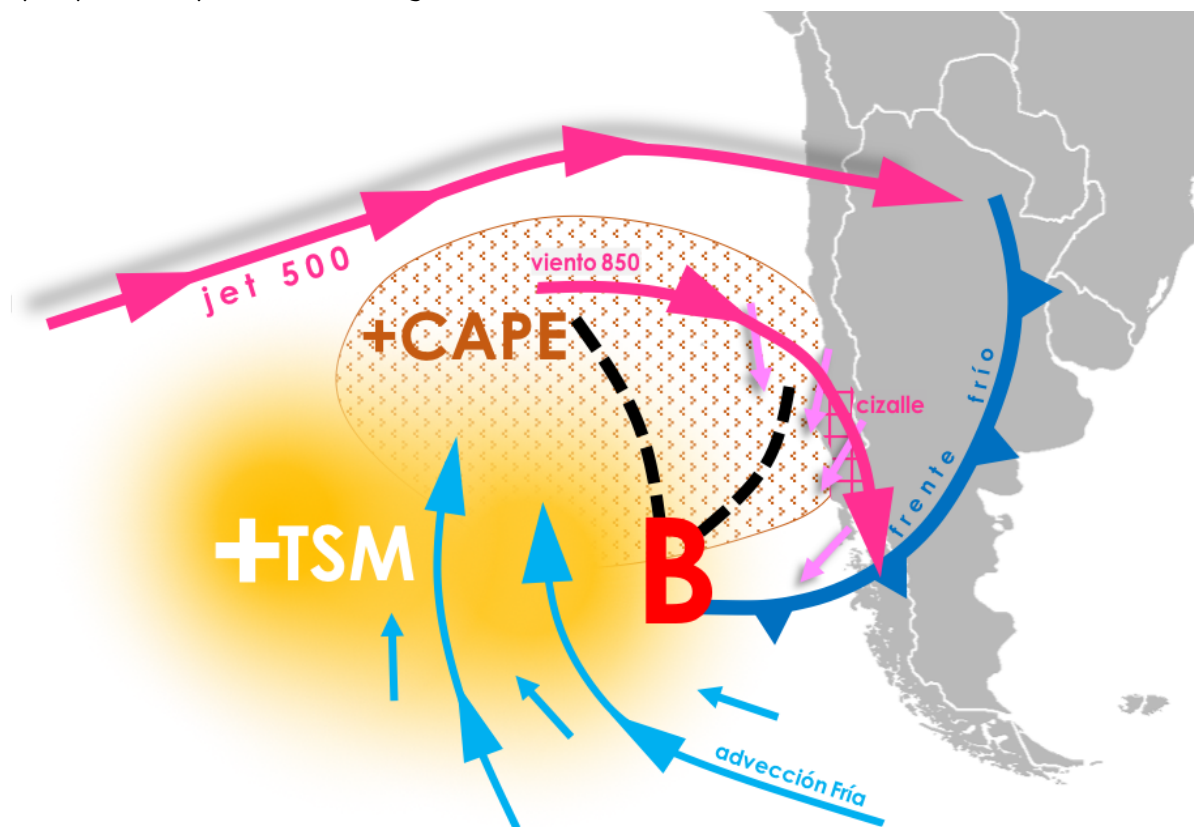 jet 500
viento 850
+CAPE
cizalle
frente frío
+TSM
B
advección Fría